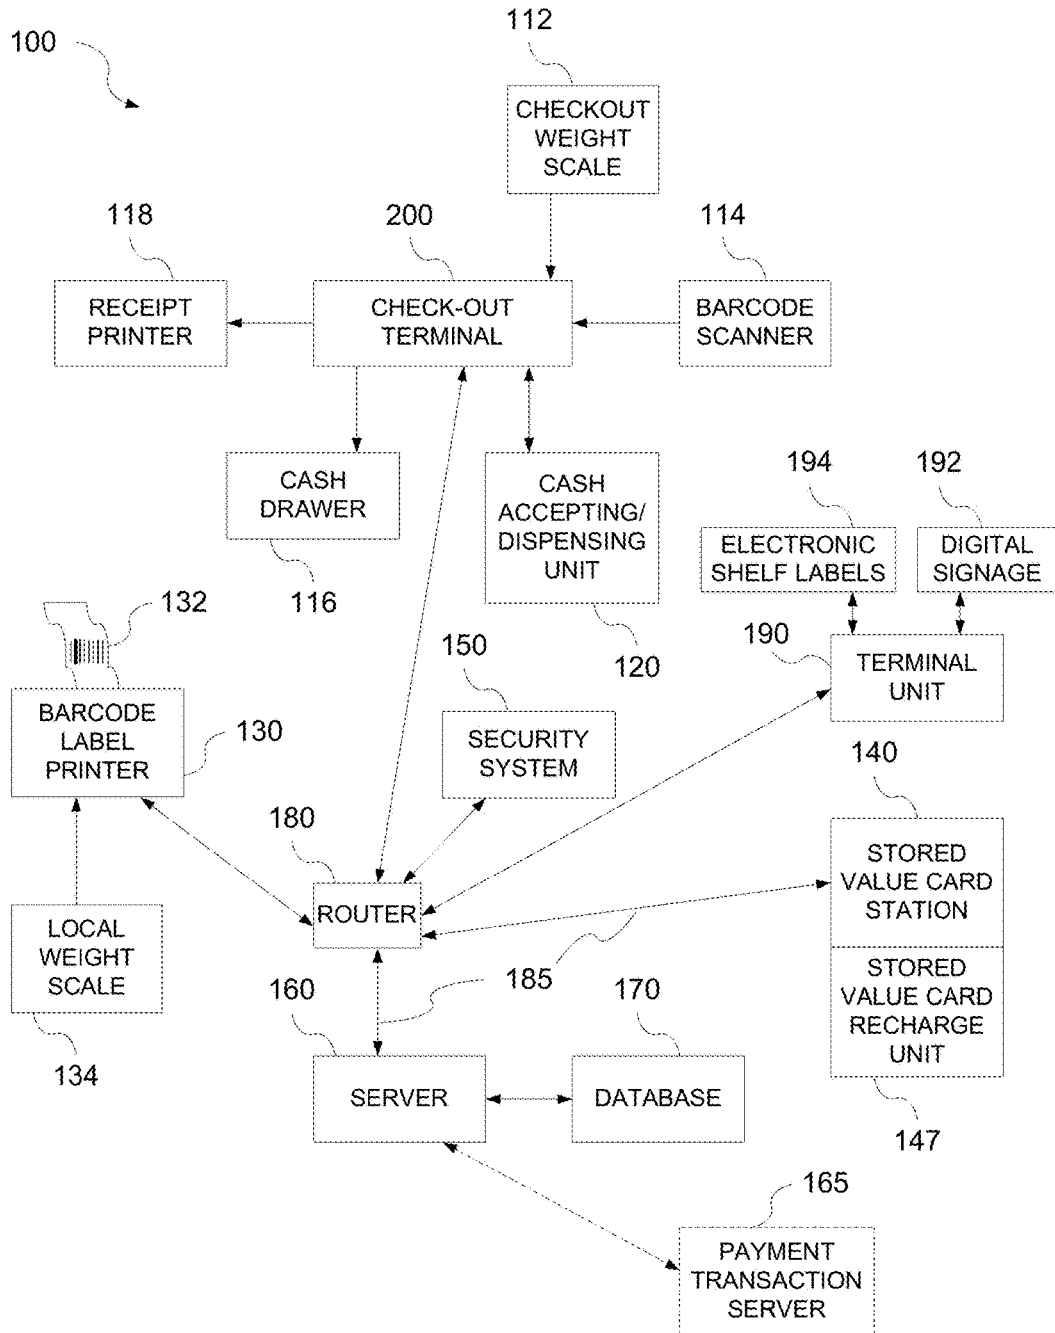 100
112
CHECKOUT
WEIGHT
SCALE
118
200
114
RECEIPT
PRINTER
CHECK-OUT
TERMINAL
BARCODE
SCANNER
CASH
DRAWER
116
CASH
ACCEPTING/
DISPENSING
UNIT
120
194
192
ELECTRONIC
SHELF LABELS
DIGITAL
SIGNAGE
190
TERMINAL
UNIT
132
BARCODE
LABEL
PRINTER
130
150
SECURITY
SYSTEM
140
STORED
VALUE CARD
STATION
180
ROUTER
LOCAL
WEIGHT
SCALE
134
185
STORED
VALUE CARD
RECHARGE
UNIT
147
160
SERVER
170
DATABASE
165
PAYMENT
TRANSACTION
SERVER